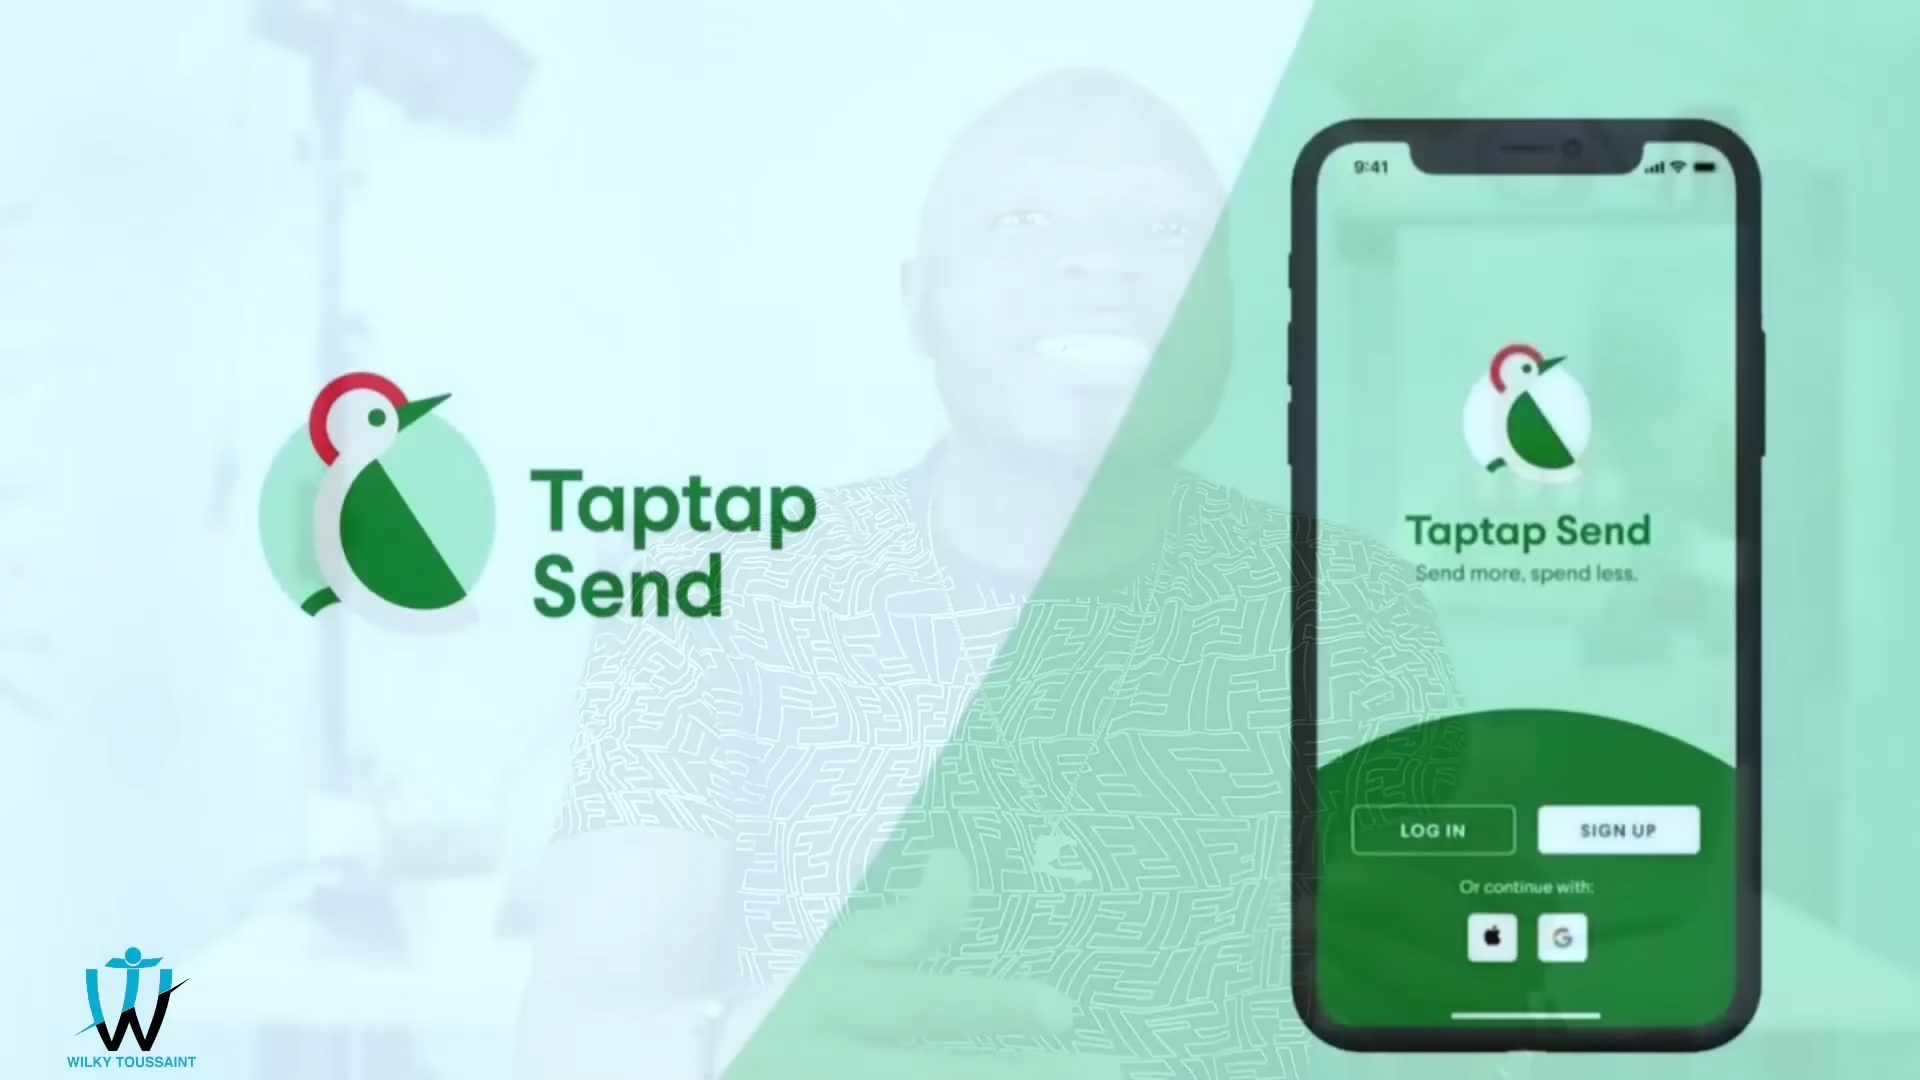 Taptap
Send
9:41
Taptap Send
Send more, spend less.
LOG IN
SIGN UP
Or continue with:
G
WILKY TOUSSAINT